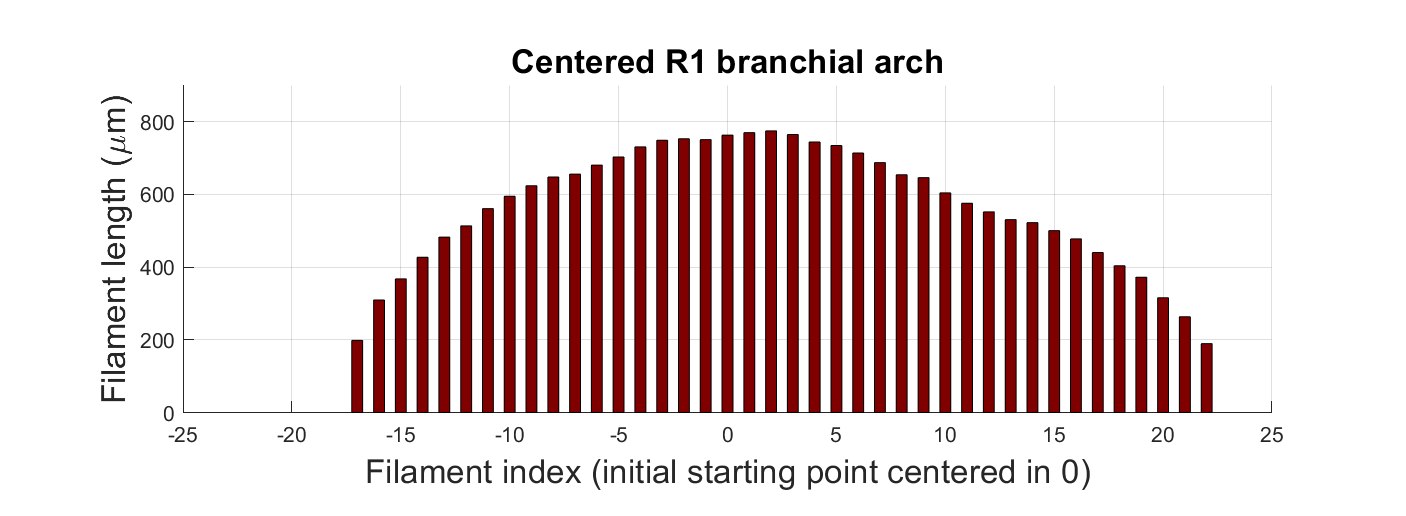 Centered R1 branchial arch
Filament length (μm)
800
600
400
200
0
-25 -20 -15 -10 -5 0 5 10 15 20 25
Filament index (initial starting point centered in 0)